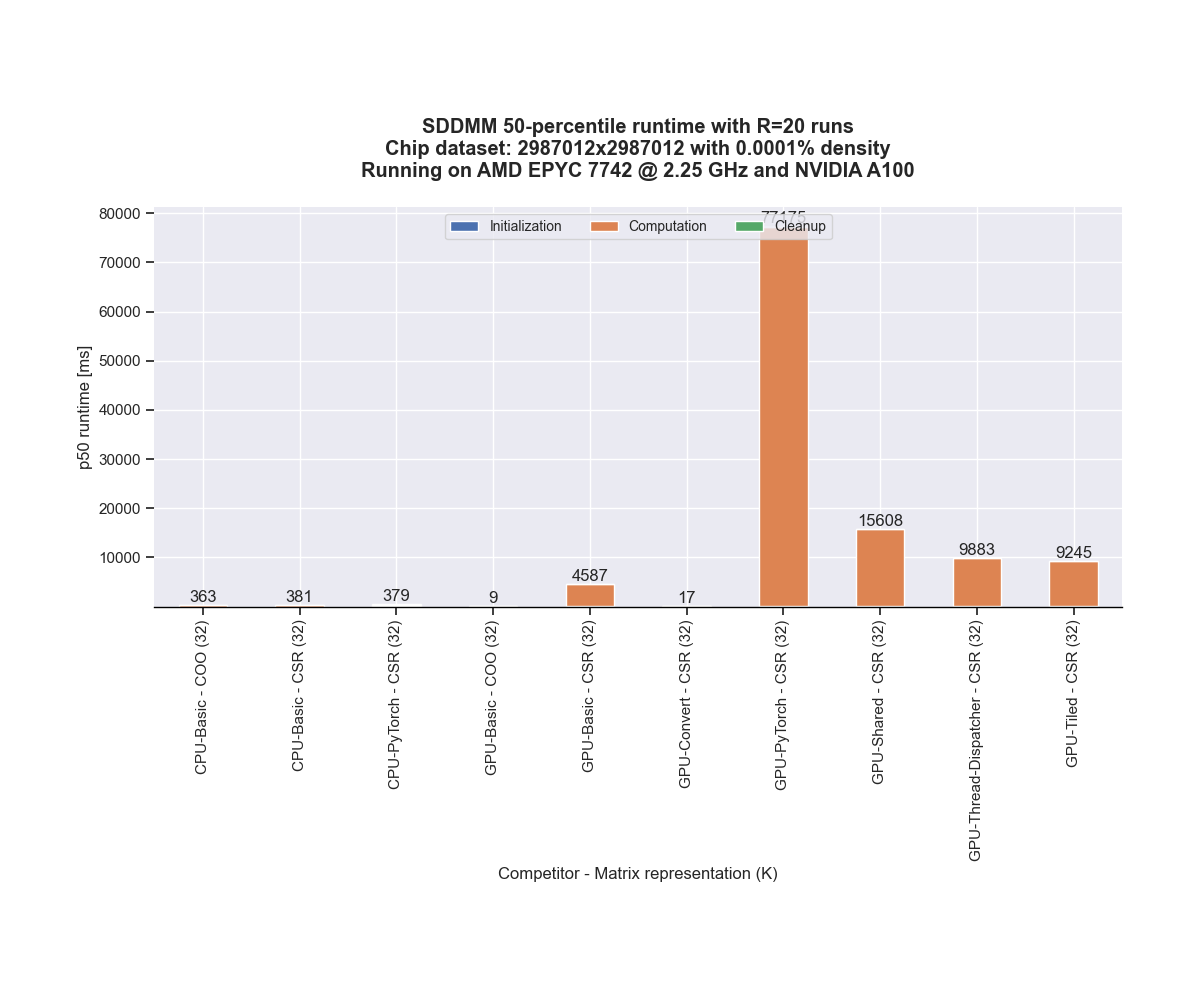 SDDMM 50-percentile runtime with R=20 runs
Chip dataset: 2987012x2987012 with 0.0001% density
Running on AMD EPYC 7742 @ 2.25 GHz and NVIDIA A100
Initialization
Computation
Cleanup
p50 runtime [ms]
80000
70000
60000
50000
40000
30000
20000
10000
363
381
379
9
4587
17
77175
15608
9883
9245
CPU-Basic - COO (32)
CPU-Basic - CSR (32)
CPU-PyTorch - CSR (32)
GPU-Basic - COO (32)
GPU-Basic - CSR (32)
GPU-Convert - CSR (32)
GPU-PyTorch - CSR (32)
GPU-Shared - CSR (32)
GPU-Thread-Dispatcher - CSR (32)
GPU-Tiled - CSR (32)
Competitor - Matrix representation (K)